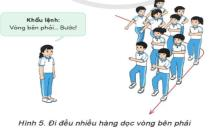 Khẩu lệnh:
Vòng bên phải... Bước!
Hình 5. Đi đều nhiều hàng dọc vòng bên phải